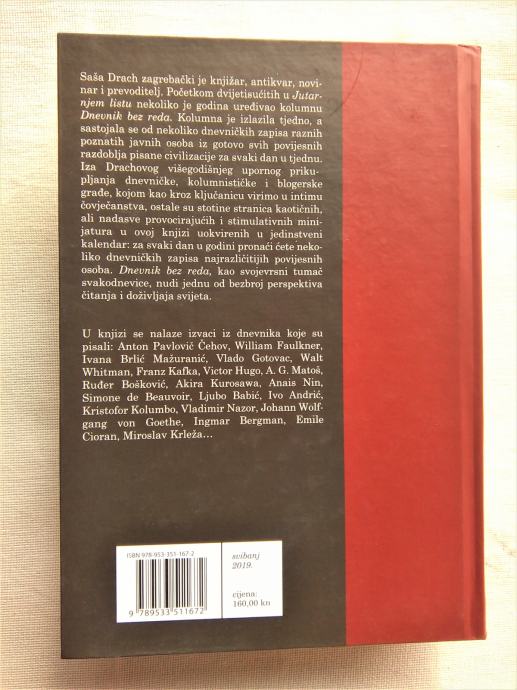 Saša Drach zagrebački je knjižar, antikvar, novi-
nar i prevoditelj. Početkom dvijetisućitih u Jutar-
njem listu nekoliko je godina uređivao kolumnu
Dnevnik bez reda. Kolumna je izlazila tjedno, a
sastojala se od nekoliko dnevničkih zapisa raznih
poznatih javnih osoba iz gotovo svih povijesnih
razdoblja pisane civilizacije za svaki dan u tjednu.
Iza Drachovog višegodišnjeg upornog priku-
pljanja dnevničke, kolumnističke i blogerske
građe, kojom kao kroz ključanicu virimo u intimu
čovječanstva, ostale su stotine stranica kaotičnih,
ali nadasve provocirajućih i stimulativnih mini-
jatura u ovoj knjizi uokvirenih u jedinstveni
kalendar: za svaki dan u godini pronaći ćete neko-
liko dnevničkih zapisa najrazličitijih povijesnih
osoba. Dnevnik bez reda, kao svojevrsni tumač
svakodnevice, nudi jednu od bezbroj perspektiva
čitanja i doživljaja svijeta.
U knjizi se nalaze izvaci iz dnevnika koje su
pisali: Anton Pavlovič Čehov, William Faulkner,
Ivana Brlić Mažuranić, Vlado Gotovac, Walt
Whitman, Franz Kafka, Victor Hugo, A. G. Matoš,
Ruđer Bošković, Akira Kurosawa, Anais Nin,
Simone de Beauvoir, Ljubo Babić, Ivo Andrić,
Kristofor Kolumbo, Vladimir Nazor, Johann Wolf-
gang von Goethe, Ingmar Bergman, Emile
Cioran, Miroslav Krleža...
ISBN 978-953-351-167-2
9 789533 511672
svibanj
2019.
cijena:
160,00 kn